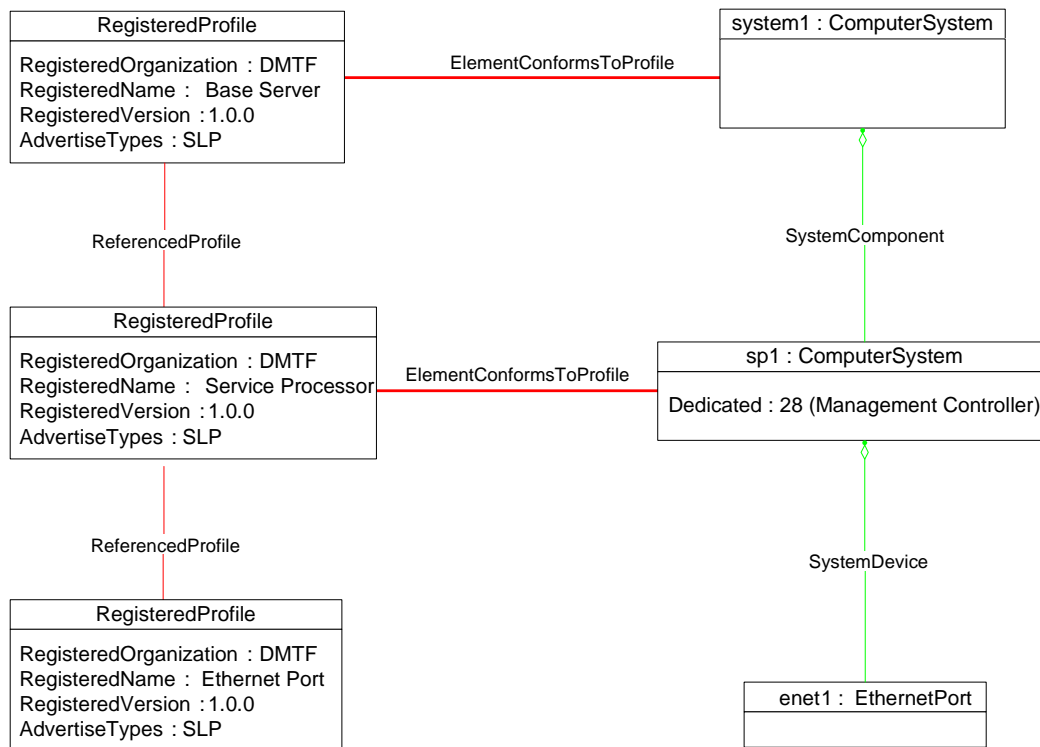 RegisteredProfile
RegisteredOrganization : DMTF
RegisteredName : Base Server
RegisteredVersion : 1.0.0
AdvertiseTypes : SLP
ElementConformsToProfile
system1 : ComputerSystem
ReferencedProfile
SystemComponent
RegisteredProfile
RegisteredOrganization : DMTF
RegisteredName : Service Processor
RegisteredVersion : 1.0.0
AdvertiseTypes : SLP
ElementConformsToProfile
sp1 : ComputerSystem
Dedicated : 28 (Management Controller)
ReferencedProfile
SystemDevice
RegisteredProfile
RegisteredOrganization : DMTF
RegisteredName : Ethernet Port
RegisteredVersion : 1.0.0
AdvertiseTypes : SLP
enet1 : EthernetPort